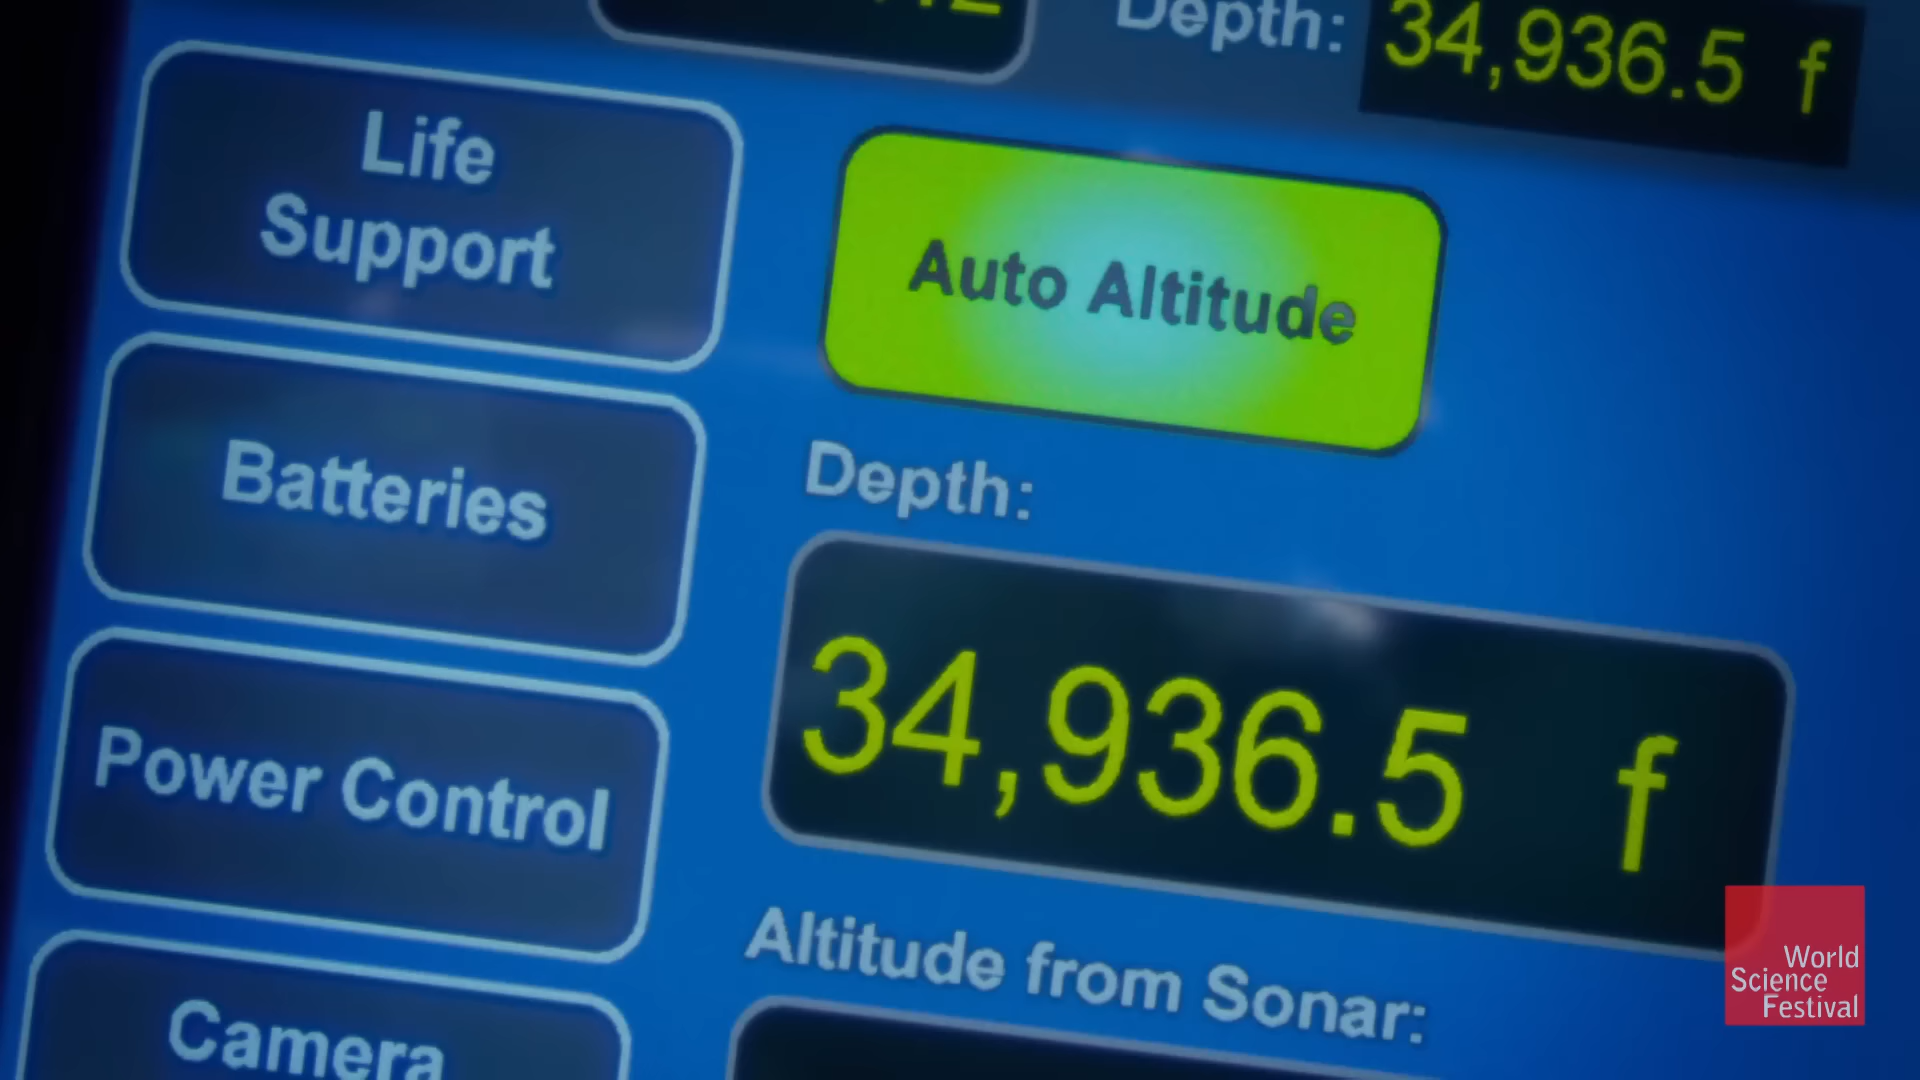 Depth: 34,936.5 f
Life
Support
Auto Altitude
Batteries
Depth:
34,936.5 f
Power Control
Altitude from Sonar:
Camera
World
Science
Festival